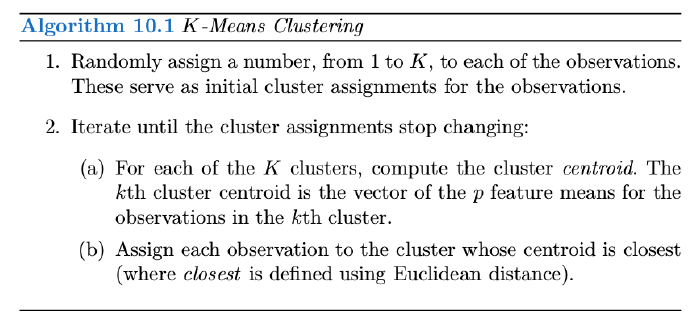 Algorithm 10.1 K-Means Clustering
1. Randomly assign a number, from 1 to K, to each of the observations.
These serve as initial cluster assignments for the observations.
2. Iterate until the cluster assignments stop changing:
(a) For each of the K clusters, compute the cluster centroid. The
kth cluster centroid is the vector of the p feature means for the
observations in the kth cluster.
(b) Assign each observation to the cluster whose centroid is closest
(where closest is defined using Euclidean distance).